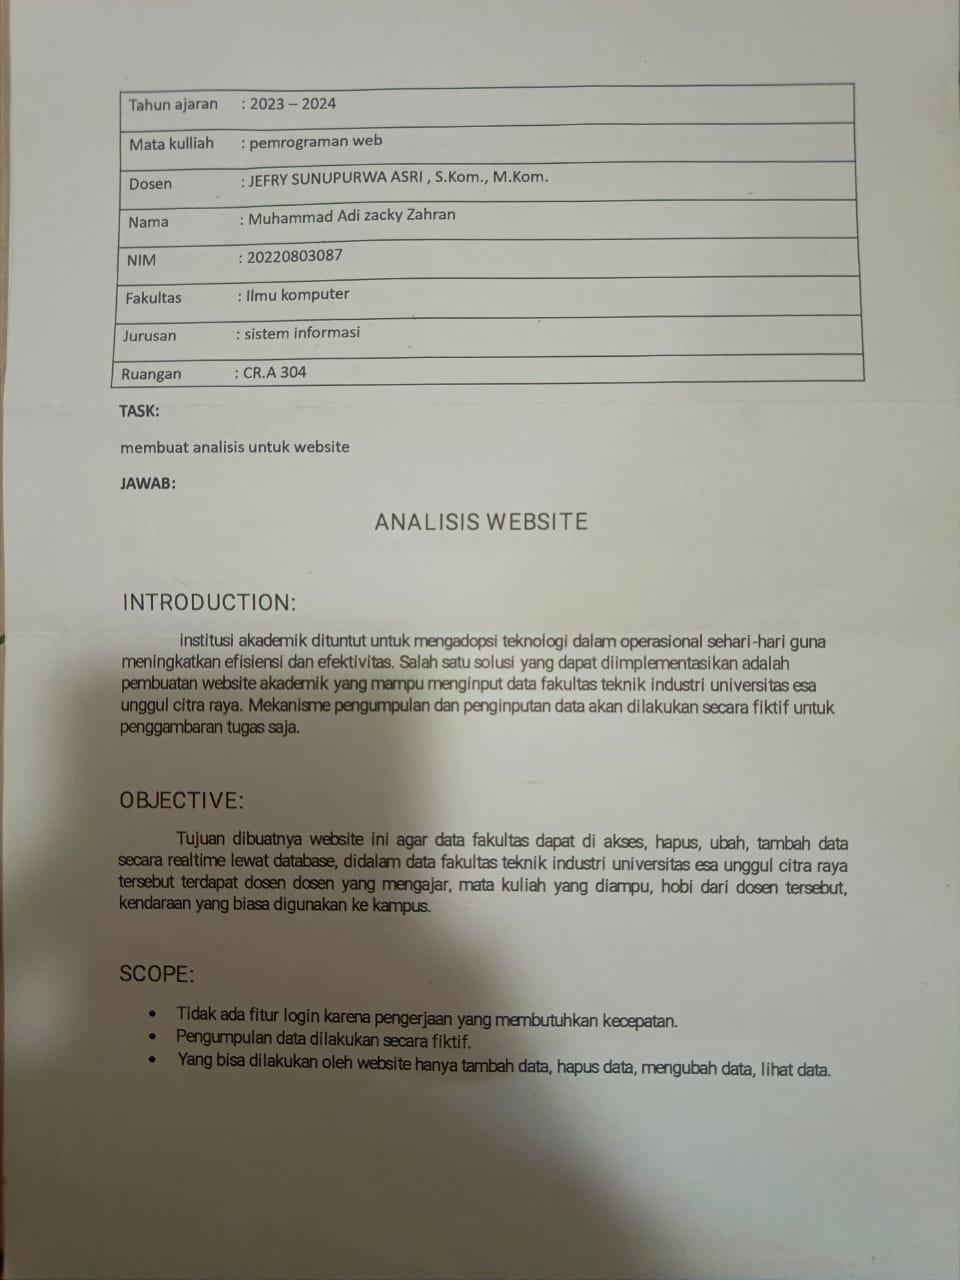 Tahun ajaran : 2023 – 2024
Mata kulliah : pemrograman web
Dosen : JEFRY SUNUPURWA ASRI , S.Kom., M.Kom.
Nama : Muhammad Adi zacky Zahran
NIM : 20220803087
Fakultas : Ilmu komputer
Jurusan : sistem informasi
Ruangan : CR.A 304
TASK:
membuat analisis untuk website
JAWAB:
ANALISIS WEBSITE
INTRODUCTION:
institusi akademik dituntut untuk mengadopsi teknologi dalam operasional sehari-hari guna
meningkatkan efisiensi dan efektivitas. Salah satu solusi yang dapat diimplementasikan adalah
pembuatan website akademik yang mampu menginput data fakultas teknik industri universitas esa
unggul citra raya. Mekanisme pengumpulan dan penginputan data akan dilakukan secara fiktif untuk
penggambaran tugas saja.
OBJECTIVE:
Tujuan dibuatnya website ini agar data fakultas dapat di akses, hapus, ubah, tambah data
secara realtime lewat database, didalam data fakultas teknik industri universitas esa unggul citra raya
tersebut terdapat dosen dosen yang mengajar, mata kuliah yang diampu, hobi dari dosen tersebut,
kendaraan yang biasa digunakan ke kampus.
SCOPE:
• Tidak ada fitur login karena pengerjaan yang membutuhkan kecepatan.
• Pengumpulan data dilakukan secara fiktif.
• Yang bisa dilakukan oleh website hanya tambah data, hapus data, mengubah data, lihat data.